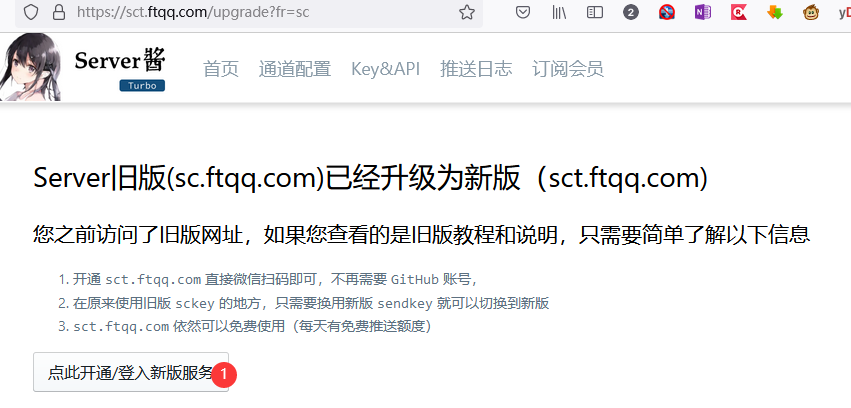 https://sct.ftqq.com/upgrade?fr=sc
2
Server酱
Turbo
首页 通道配置 Key&API 推送日志 订阅会员
Server旧版(sc.ftqq.com)已经升级为新版（sct.ftqq.com)
您之前访问了旧版网址，如果您查看的是旧版教程和说明，只需要简单了解以下信息
1. 开通 sct.ftqq.com 直接微信扫码即可，不再需要 GitHub 账号，
2. 在原来使用旧版 sckey 的地方，只需要换用新版 sendkey 就可以切换到新版
3. sct.ftqq.com 依然可以免费使用（每天有免费推送额度）
点此开通/登入新版服务 1